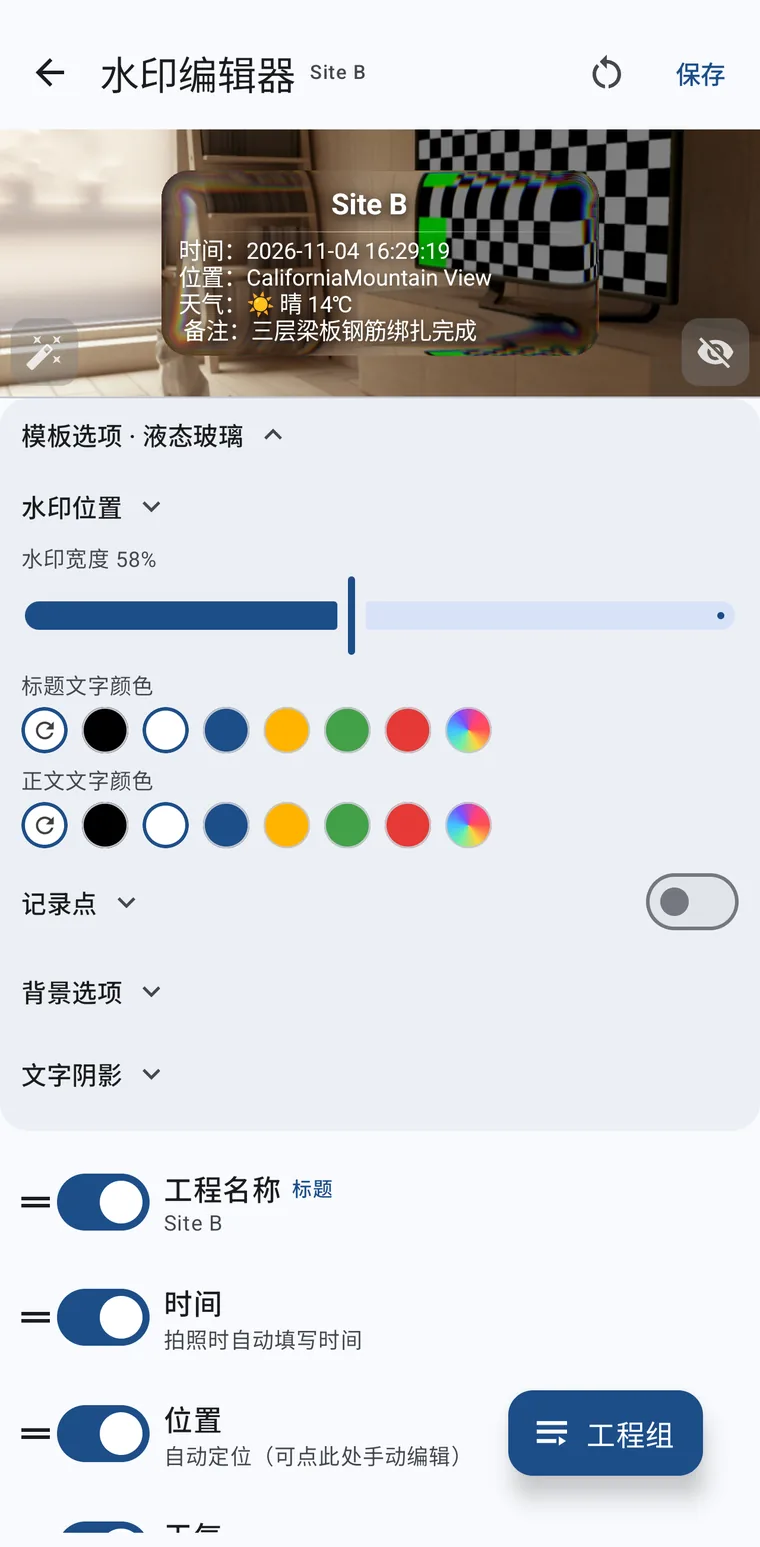 水印编辑器 Site B 保存
Site B
时间：2026-11-04 16:29:19
位置：CaliforniaMountain View
天气：☀️ 晴 14℃
备注：三层梁板钢筋绑扎完成
模板选项 · 液态玻璃
水印位置
水印宽度 58%
标题文字颜色
正文文字颜色
记录点
背景选项
文字阴影
工程名称 标题
Site B
时间
拍照时自动填写时间
位置
自动定位（可点此处手动编辑）
工程组